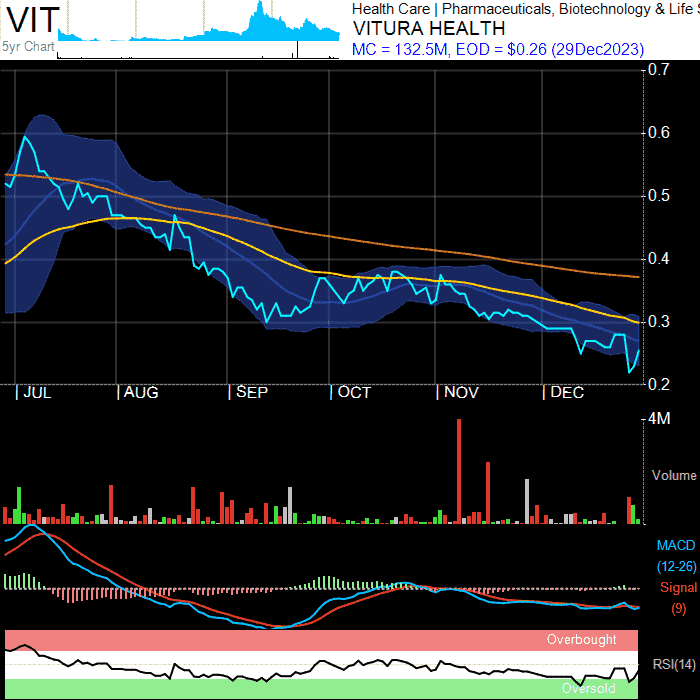 VIT
5yr Chart
Health Care | Pharmaceuticals, Biotechnology & Life S
VITURA HEALTH
MC = 132.5M, EOD = $0.26 (29Dec2023)
0.7
0.6
0.5
0.4
0.3
0.2
| JUL | AUG | SEP | OCT | NOV | DEC
4M
Volume
MACD
(12-26)
Signal
(9)
Overbought
RSI(14)
Oversold